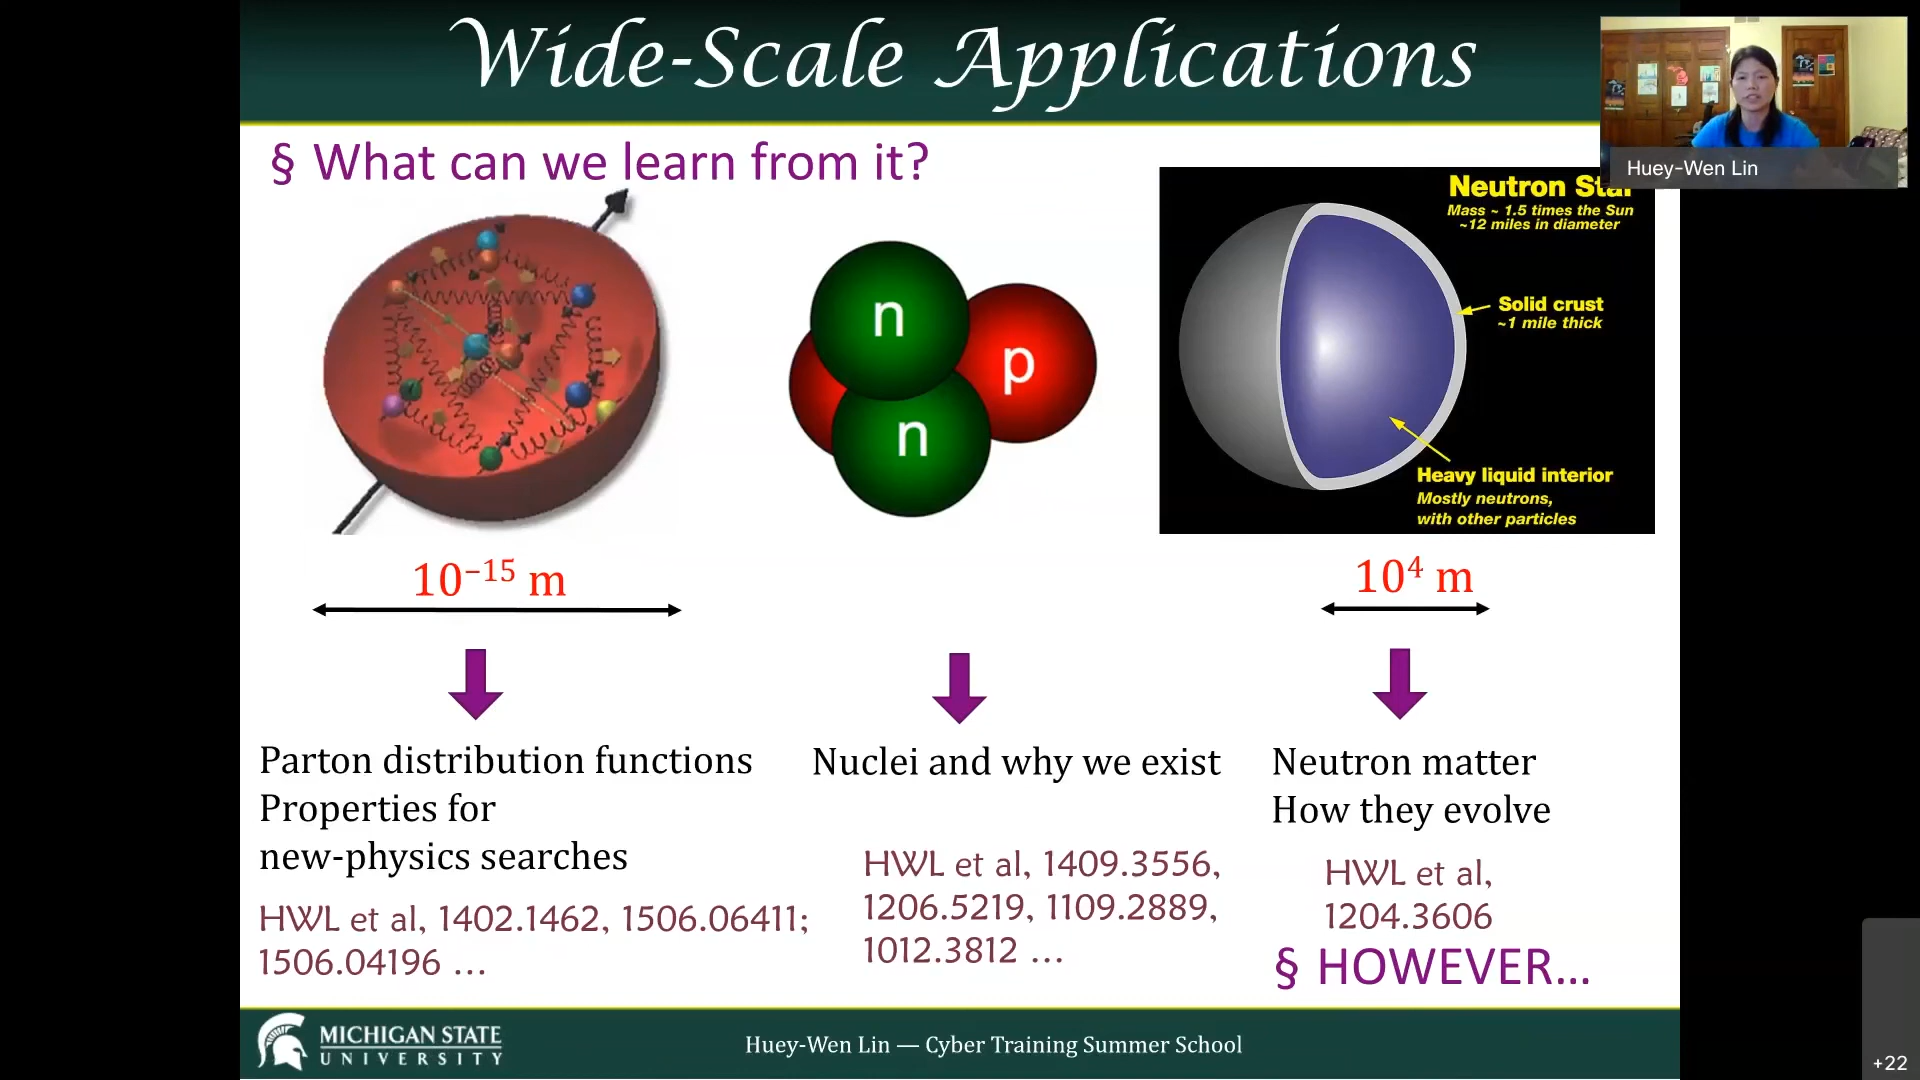 Wide-Scale Applications
Huey-Wen Lin
§ What can we learn from it?
n
p
n
Neutron Star
Mass ~ 1.5 times the Sun
~12 miles in diameter
Solid crust
~1 mile thick
Heavy liquid interior
Mostly neutrons,
with other particles
10⁻¹⁵ m
10⁴ m
Parton distribution functions
Properties for
new-physics searches
HWL et al, 1402.1462, 1506.06411;
1506.04196 ...
Nuclei and why we exist
HWL et al, 1409.3556,
1206.5219, 1109.2889,
1012.3812 ...
Neutron matter
How they evolve
HWL et al,
1204.3606
§ HOWEVER...
MICHIGAN STATE
UNIVERSITY
Huey-Wen Lin — Cyber Training Summer School
+22